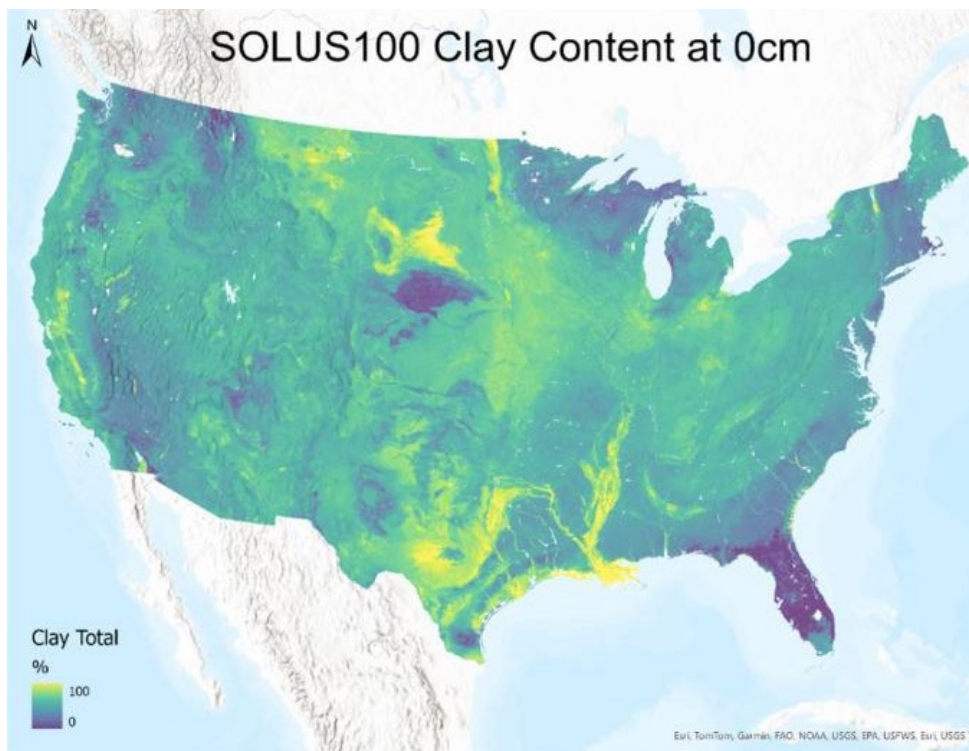 N
SOLUS100 Clay Content at 0cm
Clay Total
%
100
0
Esri, TomTom, Garmin, FAO, NOAA, USGS, EPA, USFWS, Esri, USGS